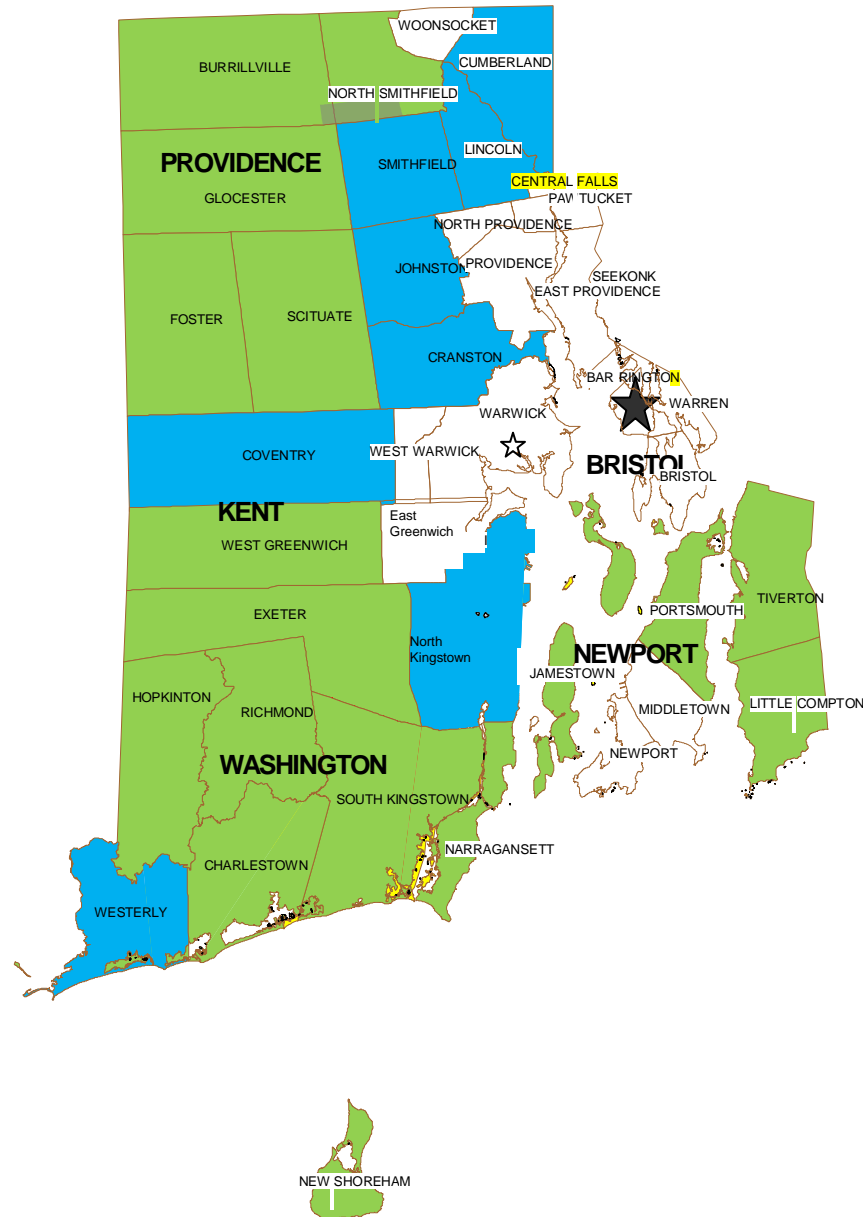 WOONSOCKET
CUMBERLAND
BURRILLVILLE
NORTH SMITHFIELD
LINCOLN
PROVIDENCE
SMITHFIELD
CENTRAL FALLS
GLOCESTER
PAWTUCKET
NORTH PROVIDENCE
JOHNSTON
PROVIDENCE
SEEKONK
EAST PROVIDENCE
FOSTER
SCITUATE
CRANSTON
BARRINGTON
WARREN
WARWICK
COVENTRY
WEST WARWICK
BRISTOL
BRISTOL
KENT
East
Greenwich
WEST GREENWICH
TIVERTON
PORTSMOUTH
EXETER
North
Kingstown
NEWPORT
JAMESTOWN
HOPKINTON
RICHMOND
MIDDLETOWN
LITTLE COMPTON
NEWPORT
WASHINGTON
SOUTH KINGSTOWN
NARRAGANSETT
CHARLESTOWN
WESTERLY
NEW SHOREHAM